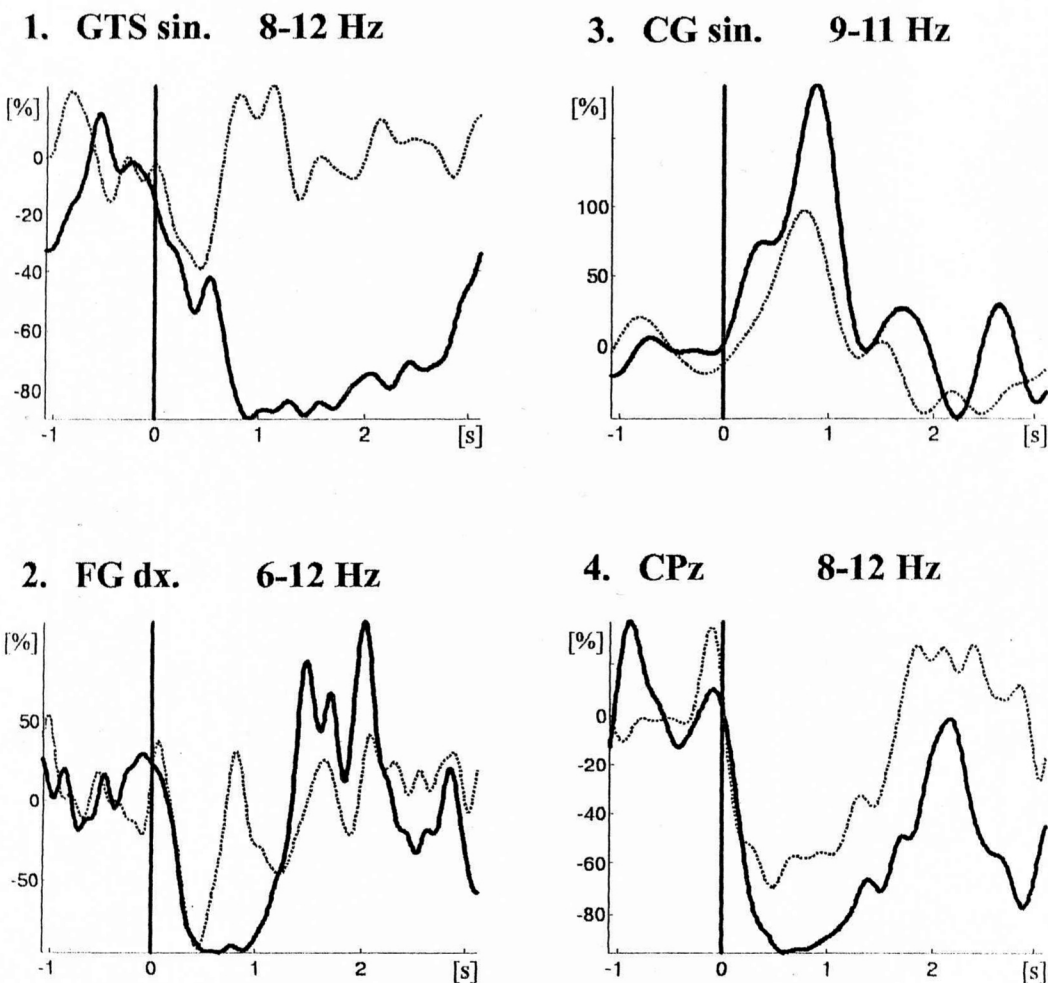 1. GTS sin. 8-12 Hz
[%]
0
-20
-40
-60
-80
-1 0 1 2 [s]
3. CG sin. 9-11 Hz
[%]
100
50
0
-1 0 1 2 [s]
2. FG dx. 6-12 Hz
[%]
50
0
-50
-1 0 1 2 [s]
4. CPz 8-12 Hz
[%]
0
-20
-40
-60
-80
-1 0 1 2 [s]